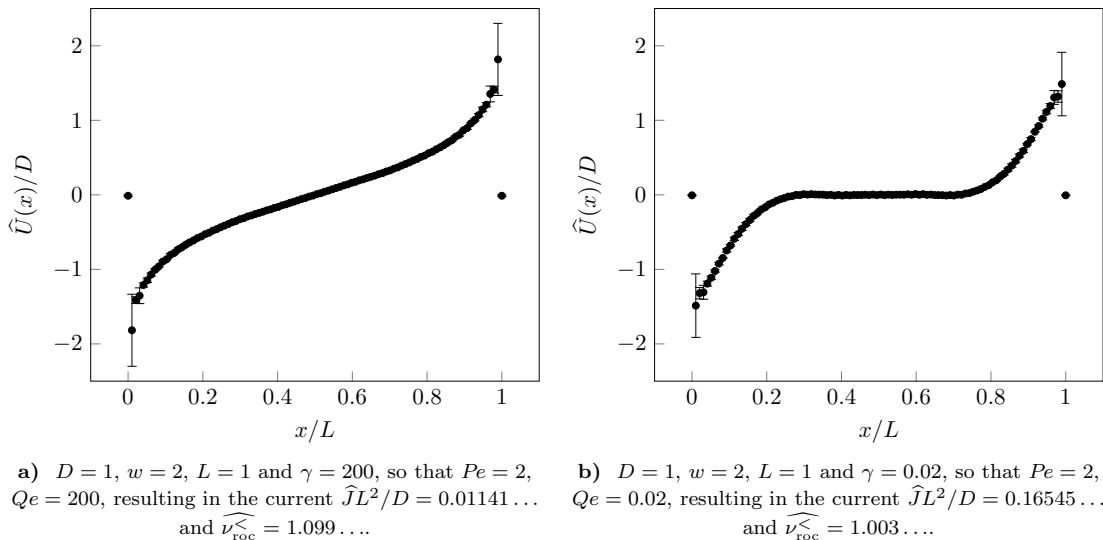 2
1
0
−1
−2
Û(x)/D
0
0.2
0.4
0.6
0.8
1
x/L
2
1
0
−1
−2
Û(x)/D
0
0.2
0.4
0.6
0.8
1
x/L
a) D = 1, w = 2, L = 1 and γ = 200, so that Pe = 2,
Qe = 200, resulting in the current ĴL²/D = 0.01141 …
and \widehat{ν_{roc}^{<}} = 1.099 ….
b) D = 1, w = 2, L = 1 and γ = 0.02, so that Pe = 2,
Qe = 0.02, resulting in the current ĴL²/D = 0.16545 …
and \widehat{ν_{roc}^{<}} = 1.003 ….